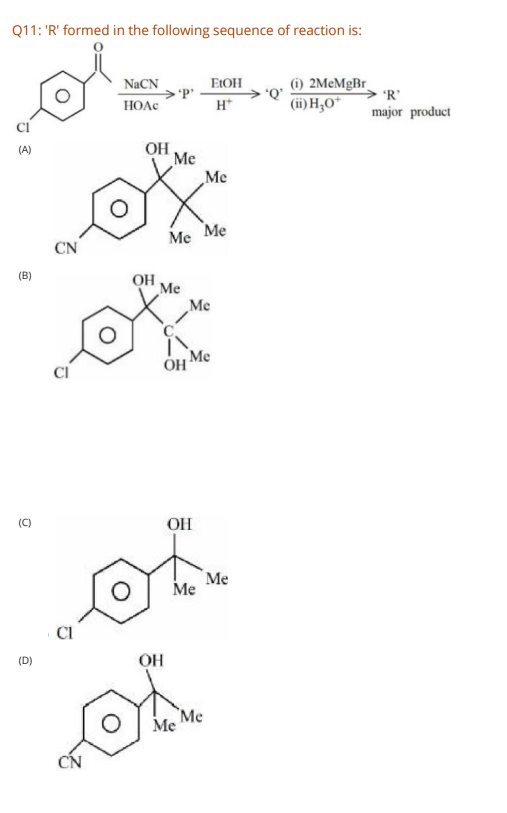 Q11: 'R' formed in the following sequence of reaction is:
O
NaCN
HOAc
'P'
EtOH
H⁺
'Q'
(i) 2MeMgBr
(ii) H₃O⁺
'R'
major product
Cl
(A)
OH
Me
Me
Me
Me
CN
(B)
OH
Me
Me
C
Me
OH
Cl
(C)
OH
Me
Me
Cl
(D)
OH
Me
Me
CN